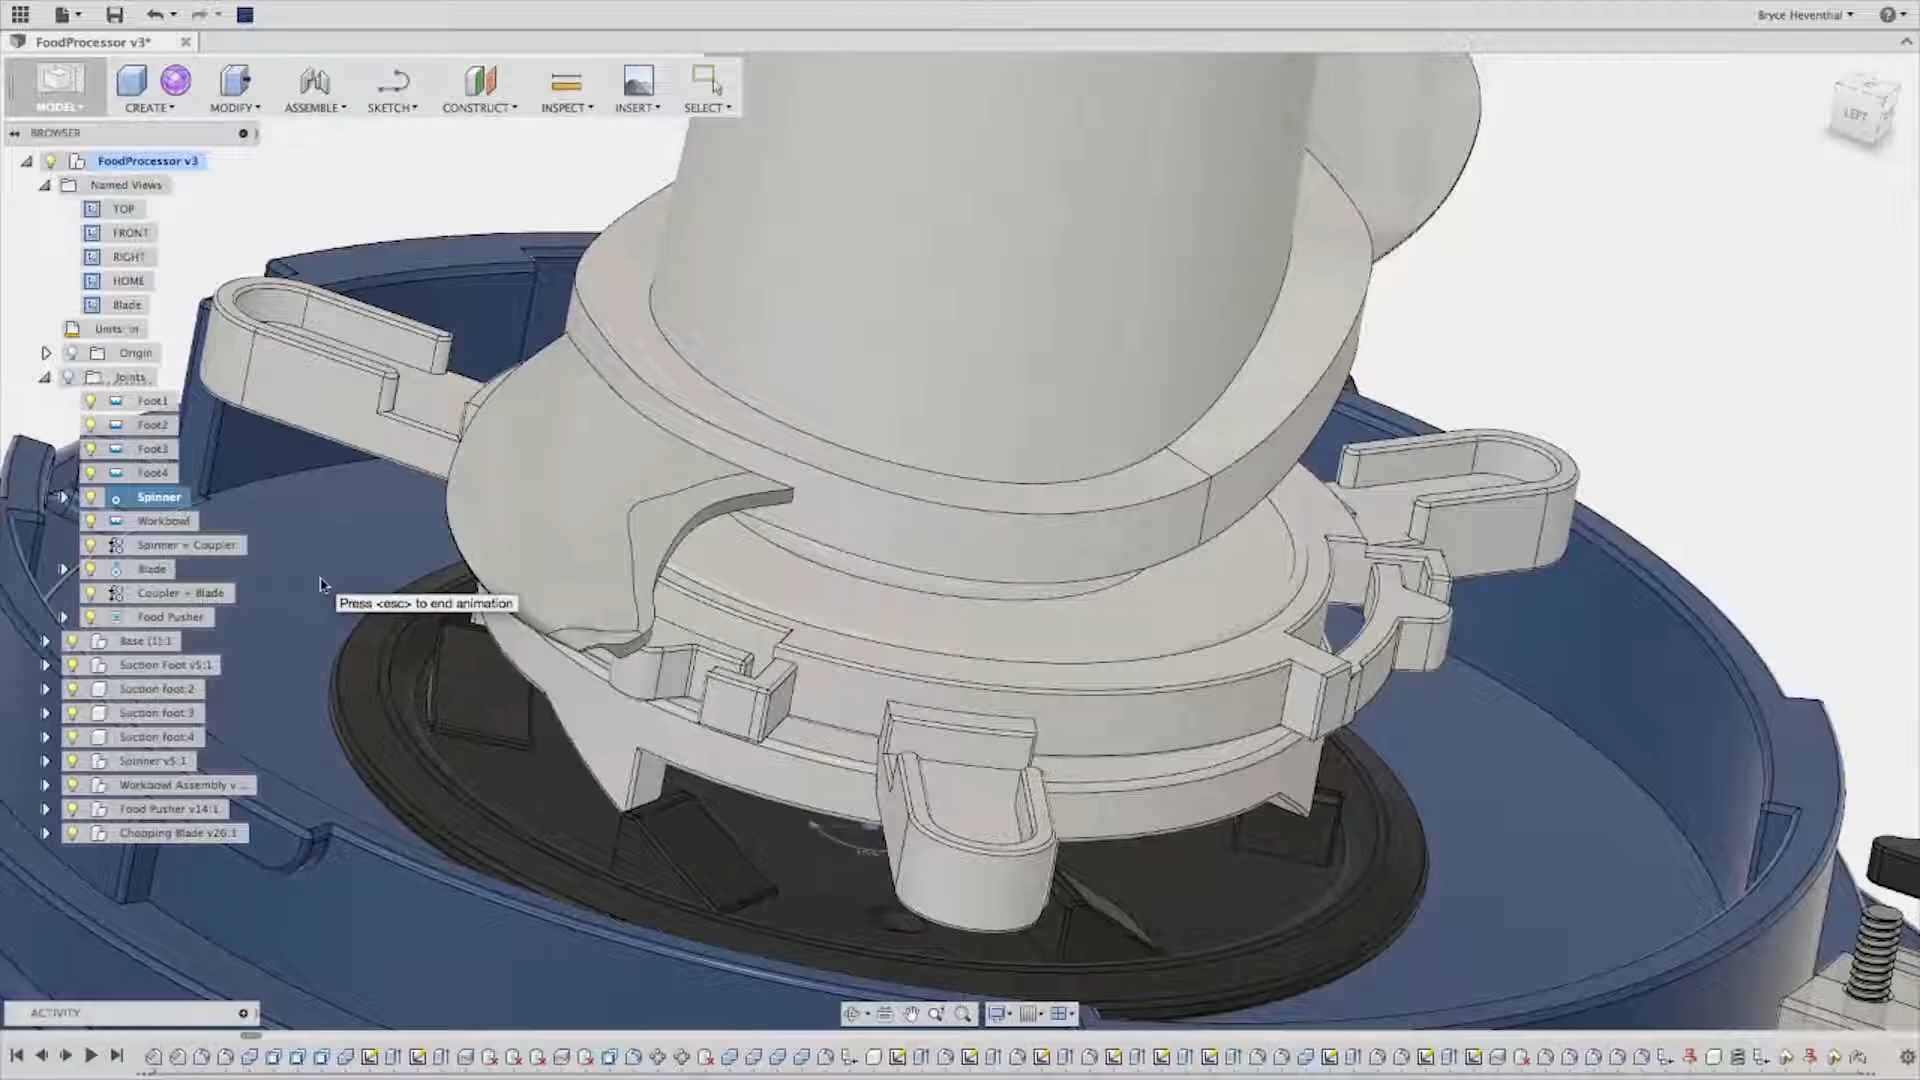 Bryce Heventhal
FoodProcessor v3*
MODEL
CREATE
MODIFY
ASSEMBLE
SKETCH
CONSTRUCT
INSPECT
INSERT
SELECT
LEFT
BROWSER
FoodProcessor v3
Named Views
TOP
FRONT
RIGHT
HOME
Blade
Units: in
Origin
Joints
Foot1
Foot2
Foot3
Foot4
Spinner
Workbowl
Spinner = Coupler
Blade
Coupler = Blade
Food Pusher
Base (1):1
Suction Foot v5:1
Suction foot:2
Suction foot:3
Suction foot:4
Spinner v5:1
Workbowl Assembly v ...
Food Pusher v14:1
Chopping Blade v26:1
Press <esc> to end animation
ACTIVITY